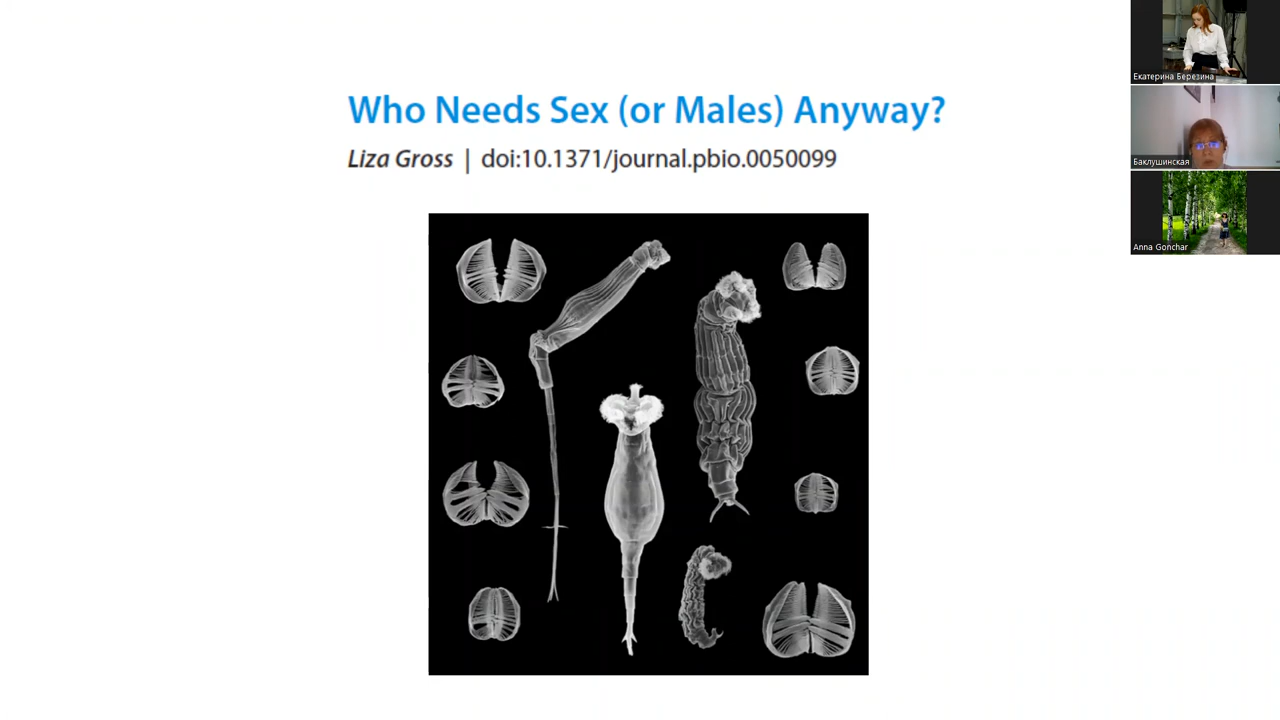 Who Needs Sex (or Males) Anyway?
Liza Gross | doi:10.1371/journal.pbio.0050099
Екатерина Березина
Баклушинская
Anna Gonchar